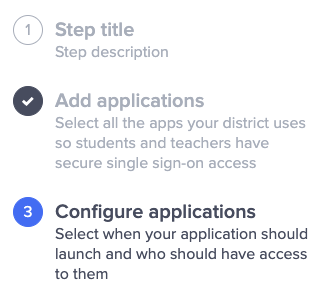 1
Step title
Step description
Add applications
Select all the apps your district uses
so students and teachers have
secure single sign-on access
3
Configure applications
Select when your application should
launch and who should have access
to them